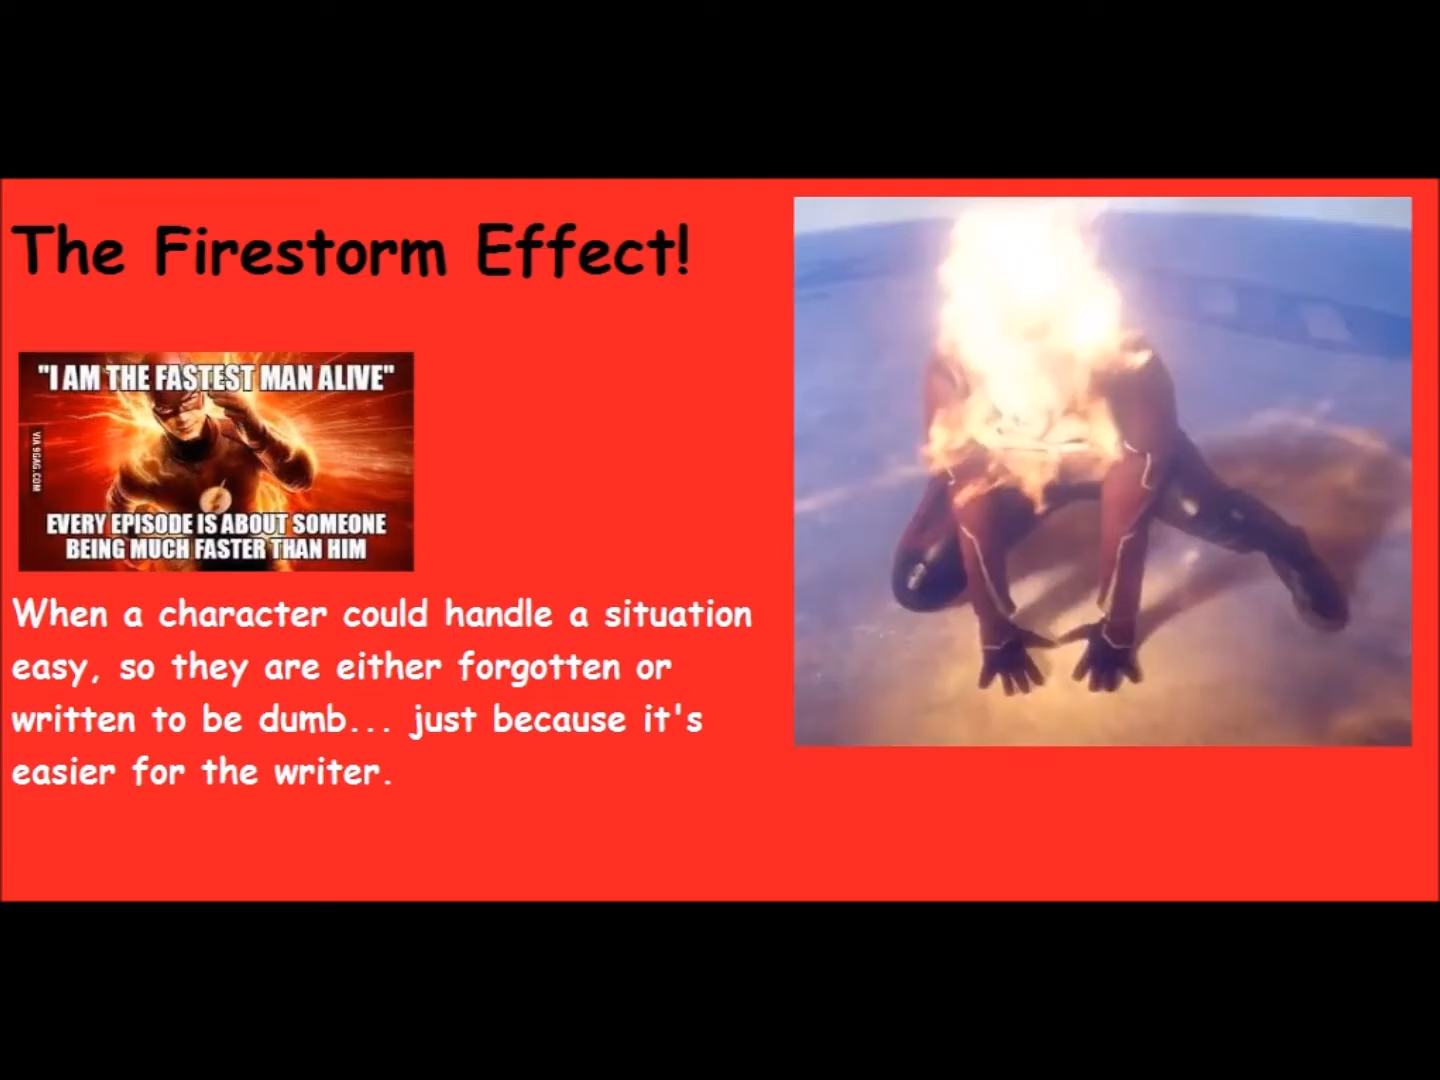 The Firestorm Effect!
"I AM THE FASTEST MAN ALIVE"
VIA 9GAG.COM
EVERY EPISODE IS ABOUT SOMEONE
BEING MUCH FASTER THAN HIM
When a character could handle a situation
easy, so they are either forgotten or
written to be dumb... just because it's
easier for the writer.